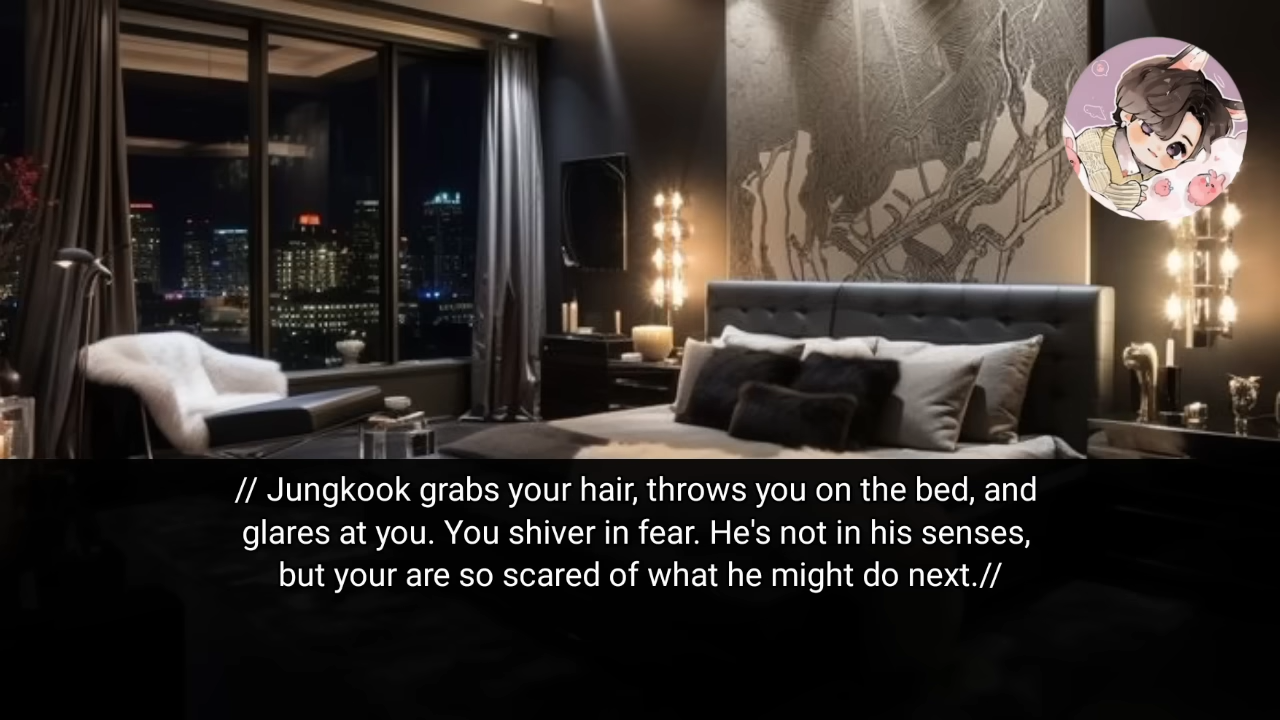 // Jungkook grabs your hair, throws you on the bed, and
glares at you. You shiver in fear. He's not in his senses,
but your are so scared of what he might do next.//